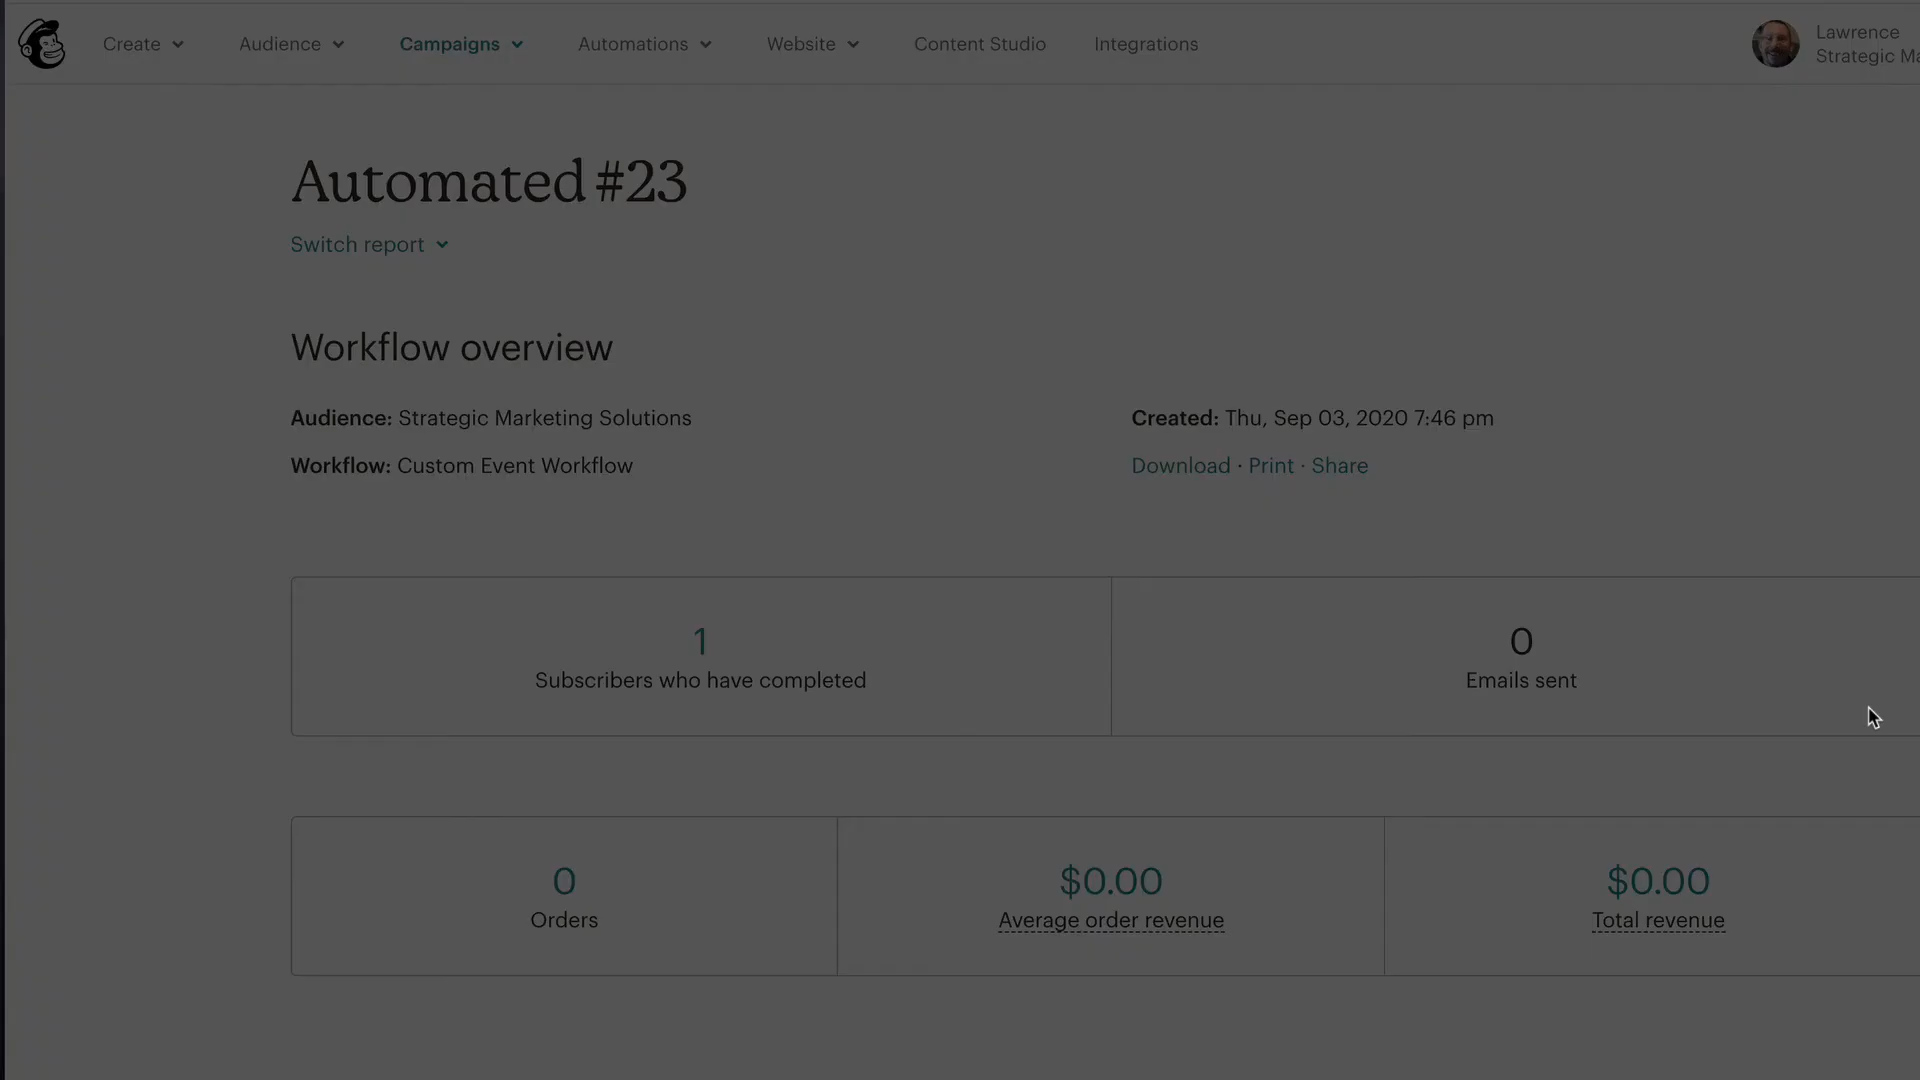 Create
Audience
Campaigns
Automations
Website
Content Studio
Integrations
Lawrence
Strategic
Automated #23
Switch report
Workflow overview
Audience: Strategic Marketing Solutions
Created: Thu, Sep 03, 2020 7:46 pm
Workflow: Custom Event Workflow
Download · Print · Share
1
Subscribers who have completed
0
Emails sent
0
Orders
$0.00
Average order revenue
$0.00
Total revenue